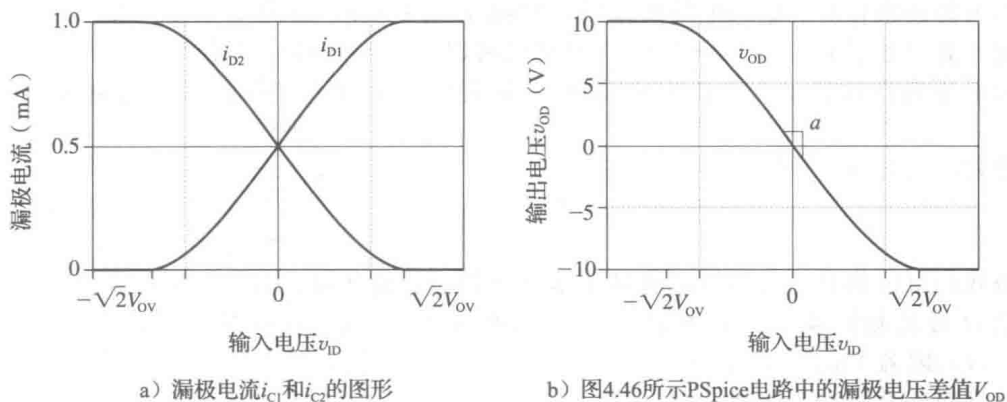 1.0
0.5
0
漏极电流（mA）
i_D2
i_D1
−√2V_OV
0
√2V_OV
输入电压v_ID
a）漏极电流i_C1和i_C2的图形
10
5
0
−5
−10
输出电压v_OD（V）
v_OD
a
−√2V_OV
0
√2V_OV
输入电压v_ID
b）图4.46所示PSpice电路中的漏极电压差值V_OD